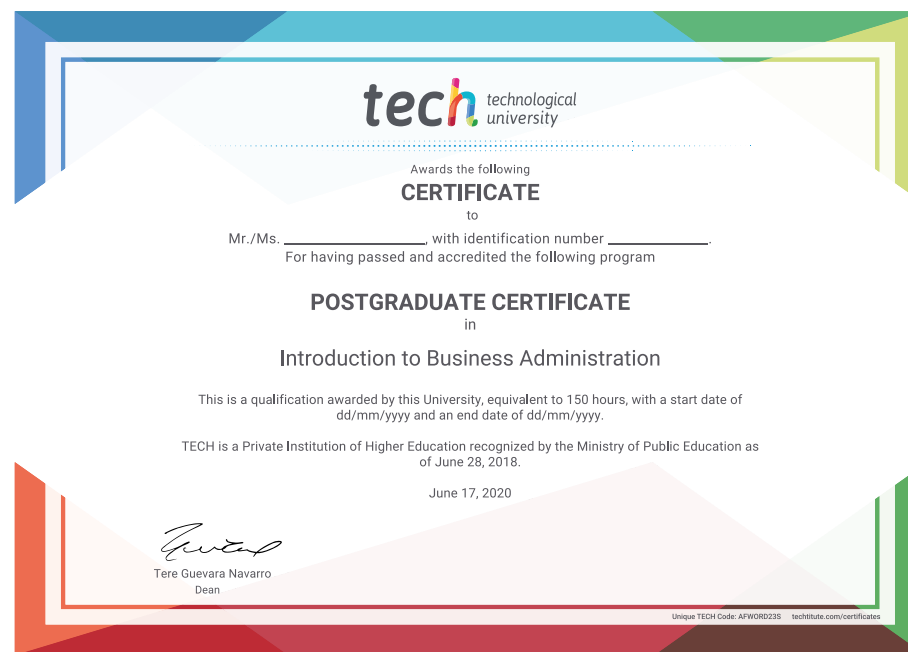 tech technological
university
Awards the following
CERTIFICATE
to
Mr./Ms. ____________________, with identification number ______________.
For having passed and accredited the following program
POSTGRADUATE CERTIFICATE
in
Introduction to Business Administration
This is a qualification awarded by this University, equivalent to 150 hours, with a start date of
dd/mm/yyyy and an end date of dd/mm/yyyy.
TECH is a Private Institution of Higher Education recognized by the Ministry of Public Education as
of June 28, 2018.
June 17, 2020
Tere Guevara Navarro
Dean
Unique TECH Code: AFWORD23S techtitute.com/certificates